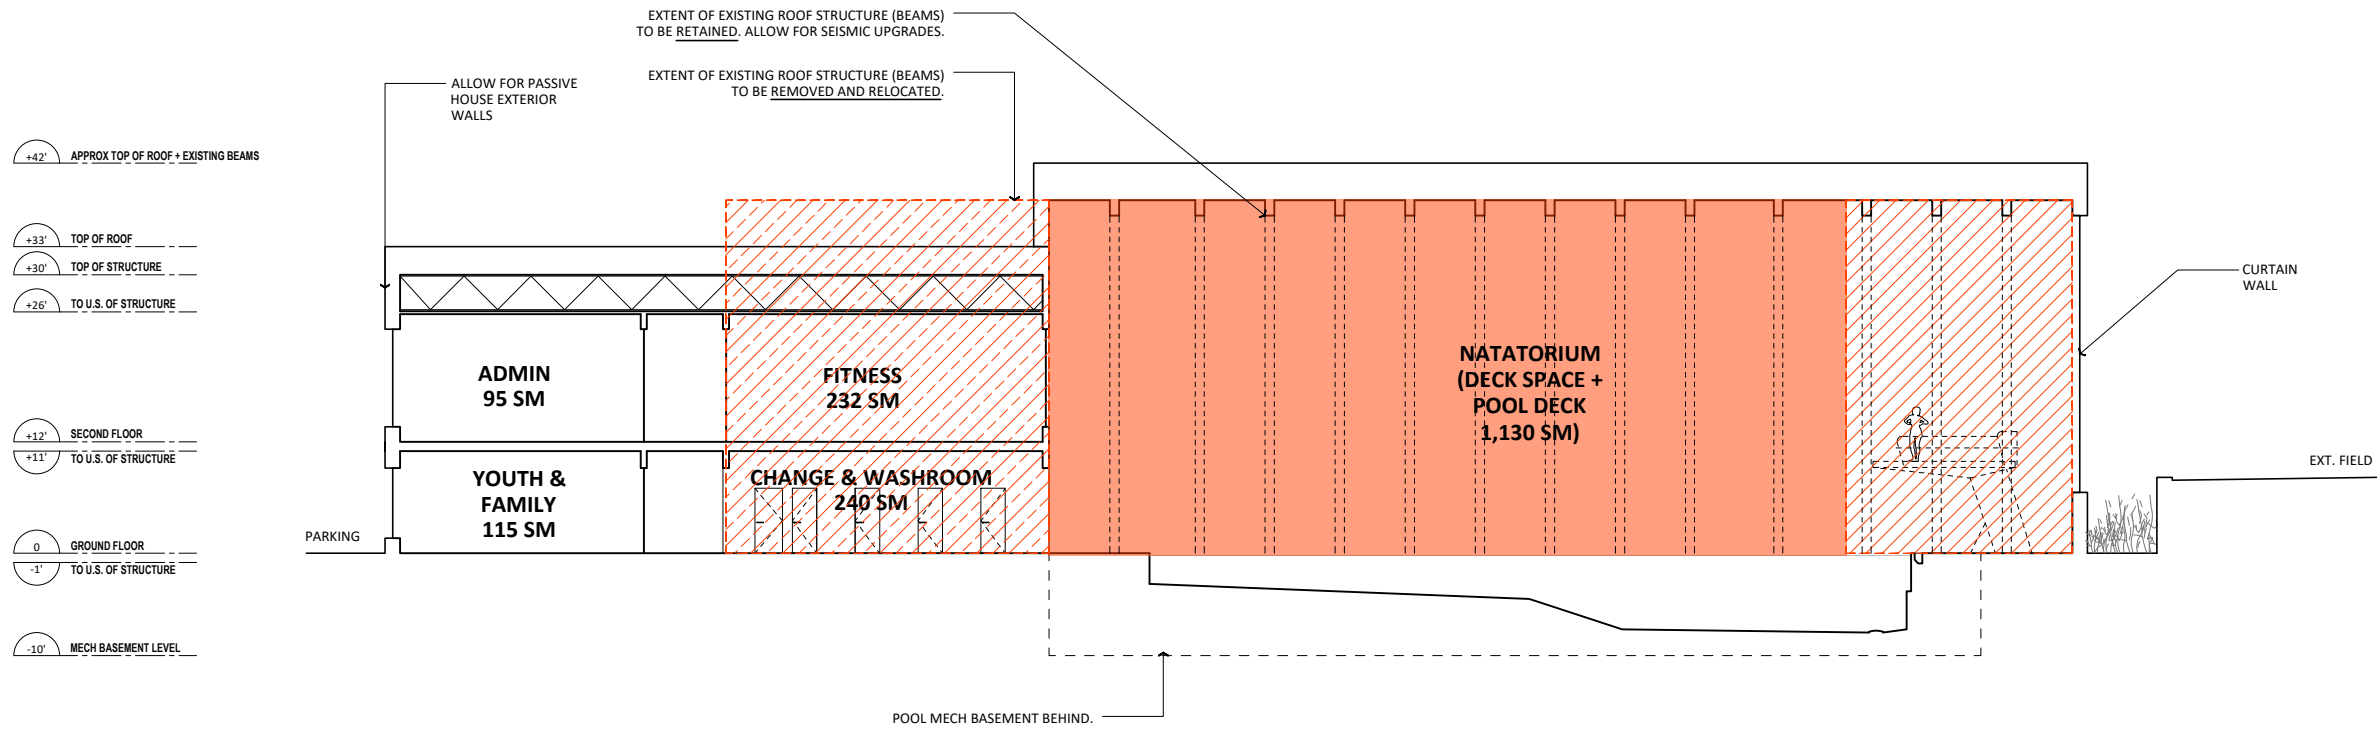 EXTENT OF EXISTING ROOF STRUCTURE (BEAMS)
TO BE RETAINED. ALLOW FOR SEISMIC UPGRADES.
EXTENT OF EXISTING ROOF STRUCTURE (BEAMS)
TO BE REMOVED AND RELOCATED.
ALLOW FOR PASSIVE
HOUSE EXTERIOR
WALLS
+42' APPROX TOP OF ROOF + EXISTING BEAMS
+33' TOP OF ROOF
+30' TOP OF STRUCTURE
+26' TO U.S. OF STRUCTURE
+12' SECOND FLOOR
+11' TO U.S. OF STRUCTURE
0 GROUND FLOOR
-1' TO U.S. OF STRUCTURE
-10' MECH BASEMENT LEVEL
PARKING
ADMIN
95 SM
YOUTH &
FAMILY
115 SM
FITNESS
232 SM
CHANGE & WASHROOM
240 SM
NATATORIUM
(DECK SPACE +
POOL DECK
1,130 SM)
CURTAIN
WALL
EXT. FIELD
POOL MECH BASEMENT BEHIND.